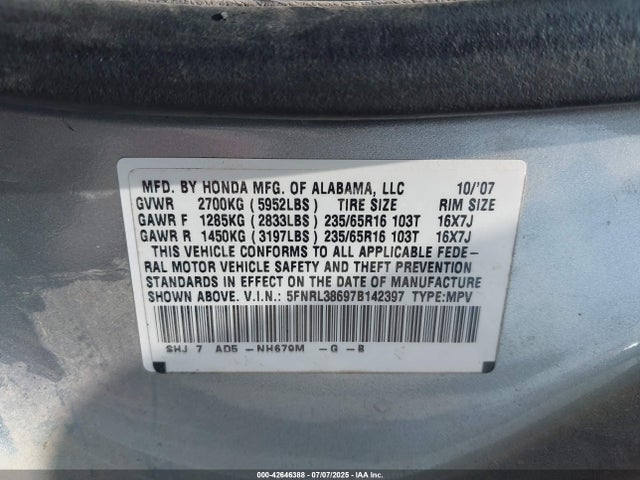 MFD. BY HONDA MFG. OF ALABAMA, LLC 10/'07
GVWR 2700KG (5952LBS) TIRE SIZE RIM SIZE
GAWR F 1285KG (2833LBS) 235/65R16 103T 16X7J
GAWR R 1450KG (3197LBS) 235/65R16 103T 16X7J
THIS VEHICLE CONFORMS TO ALL APPLICABLE FEDE-
RAL MOTOR VEHICLE SAFETY AND THEFT PREVENTION
STANDARDS IN EFFECT ON THE DATE OF MANUFACTURE
SHOWN ABOVE. V.I.N.: 5FNRL38697B142397 TYPE:MPV
SHJ 7 AD5 -NH679M -G -B
000-42646388 - 07/07/2025 - IAAI, Inc.